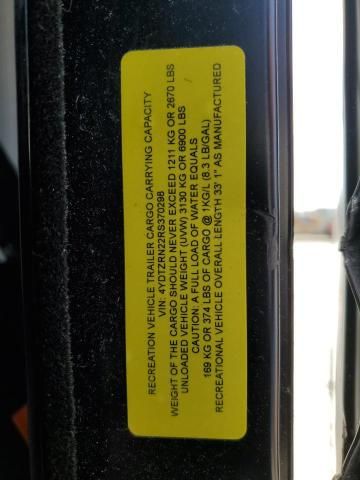 RECREATION VEHICLE TRAILER CARGO CARRYING CAPACITY
VIN: 4YDTZRN22RS370298
WEIGHT OF THE CARGO SHOULD NEVER EXCEED 1211 KG OR 2670 LBS
UNLOADED VEHICLE WEIGHT (UVW) 3130 KG OR 6900 LBS
CAUTION: A FULL LOAD OF WATER EQUALS
169 KG OR 374 LBS OF CARGO @ 1KG/L (8.3 LB/GAL)
RECREATIONAL VEHICLE OVERALL LENGTH 33' 1" AS MANUFACTURED